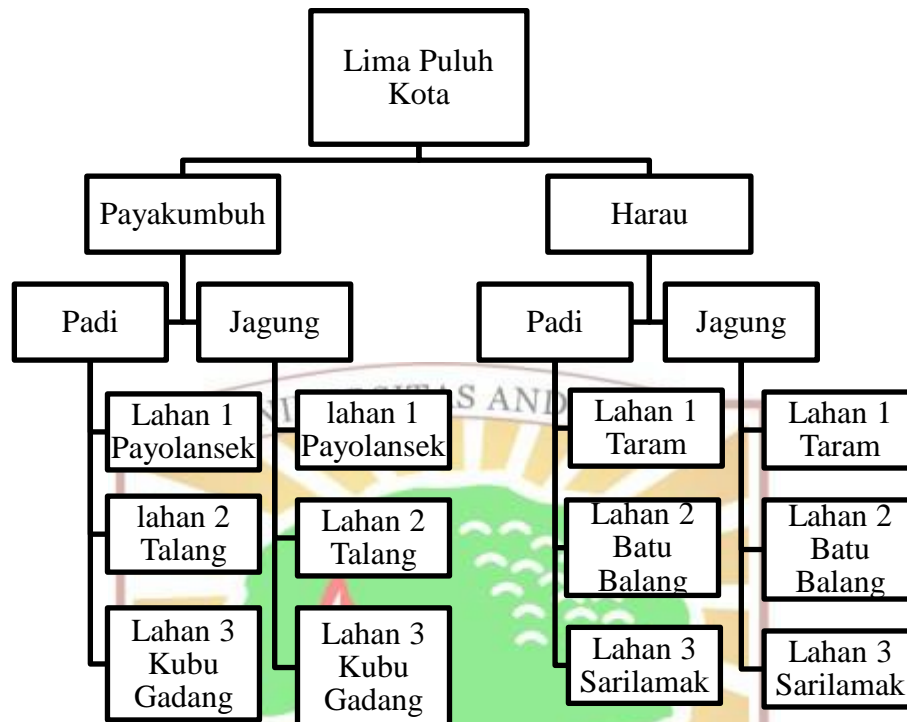 Lima Puluh
Kota
Payakumbuh
Harau
Padi
Jagung
Padi
Jagung
Lahan 1
Payolansek
lahan 1
Payolansek
Lahan 1
Taram
Lahan 1
Taram
lahan 2
Talang
Lahan 2
Talang
Lahan 2
Batu
Balang
Lahan 2
Batu
Balang
Lahan 3
Kubu
Gadang
Lahan 3
Kubu
Gadang
Lahan 3
Sarilamak
Lahan 3
Sarilamak